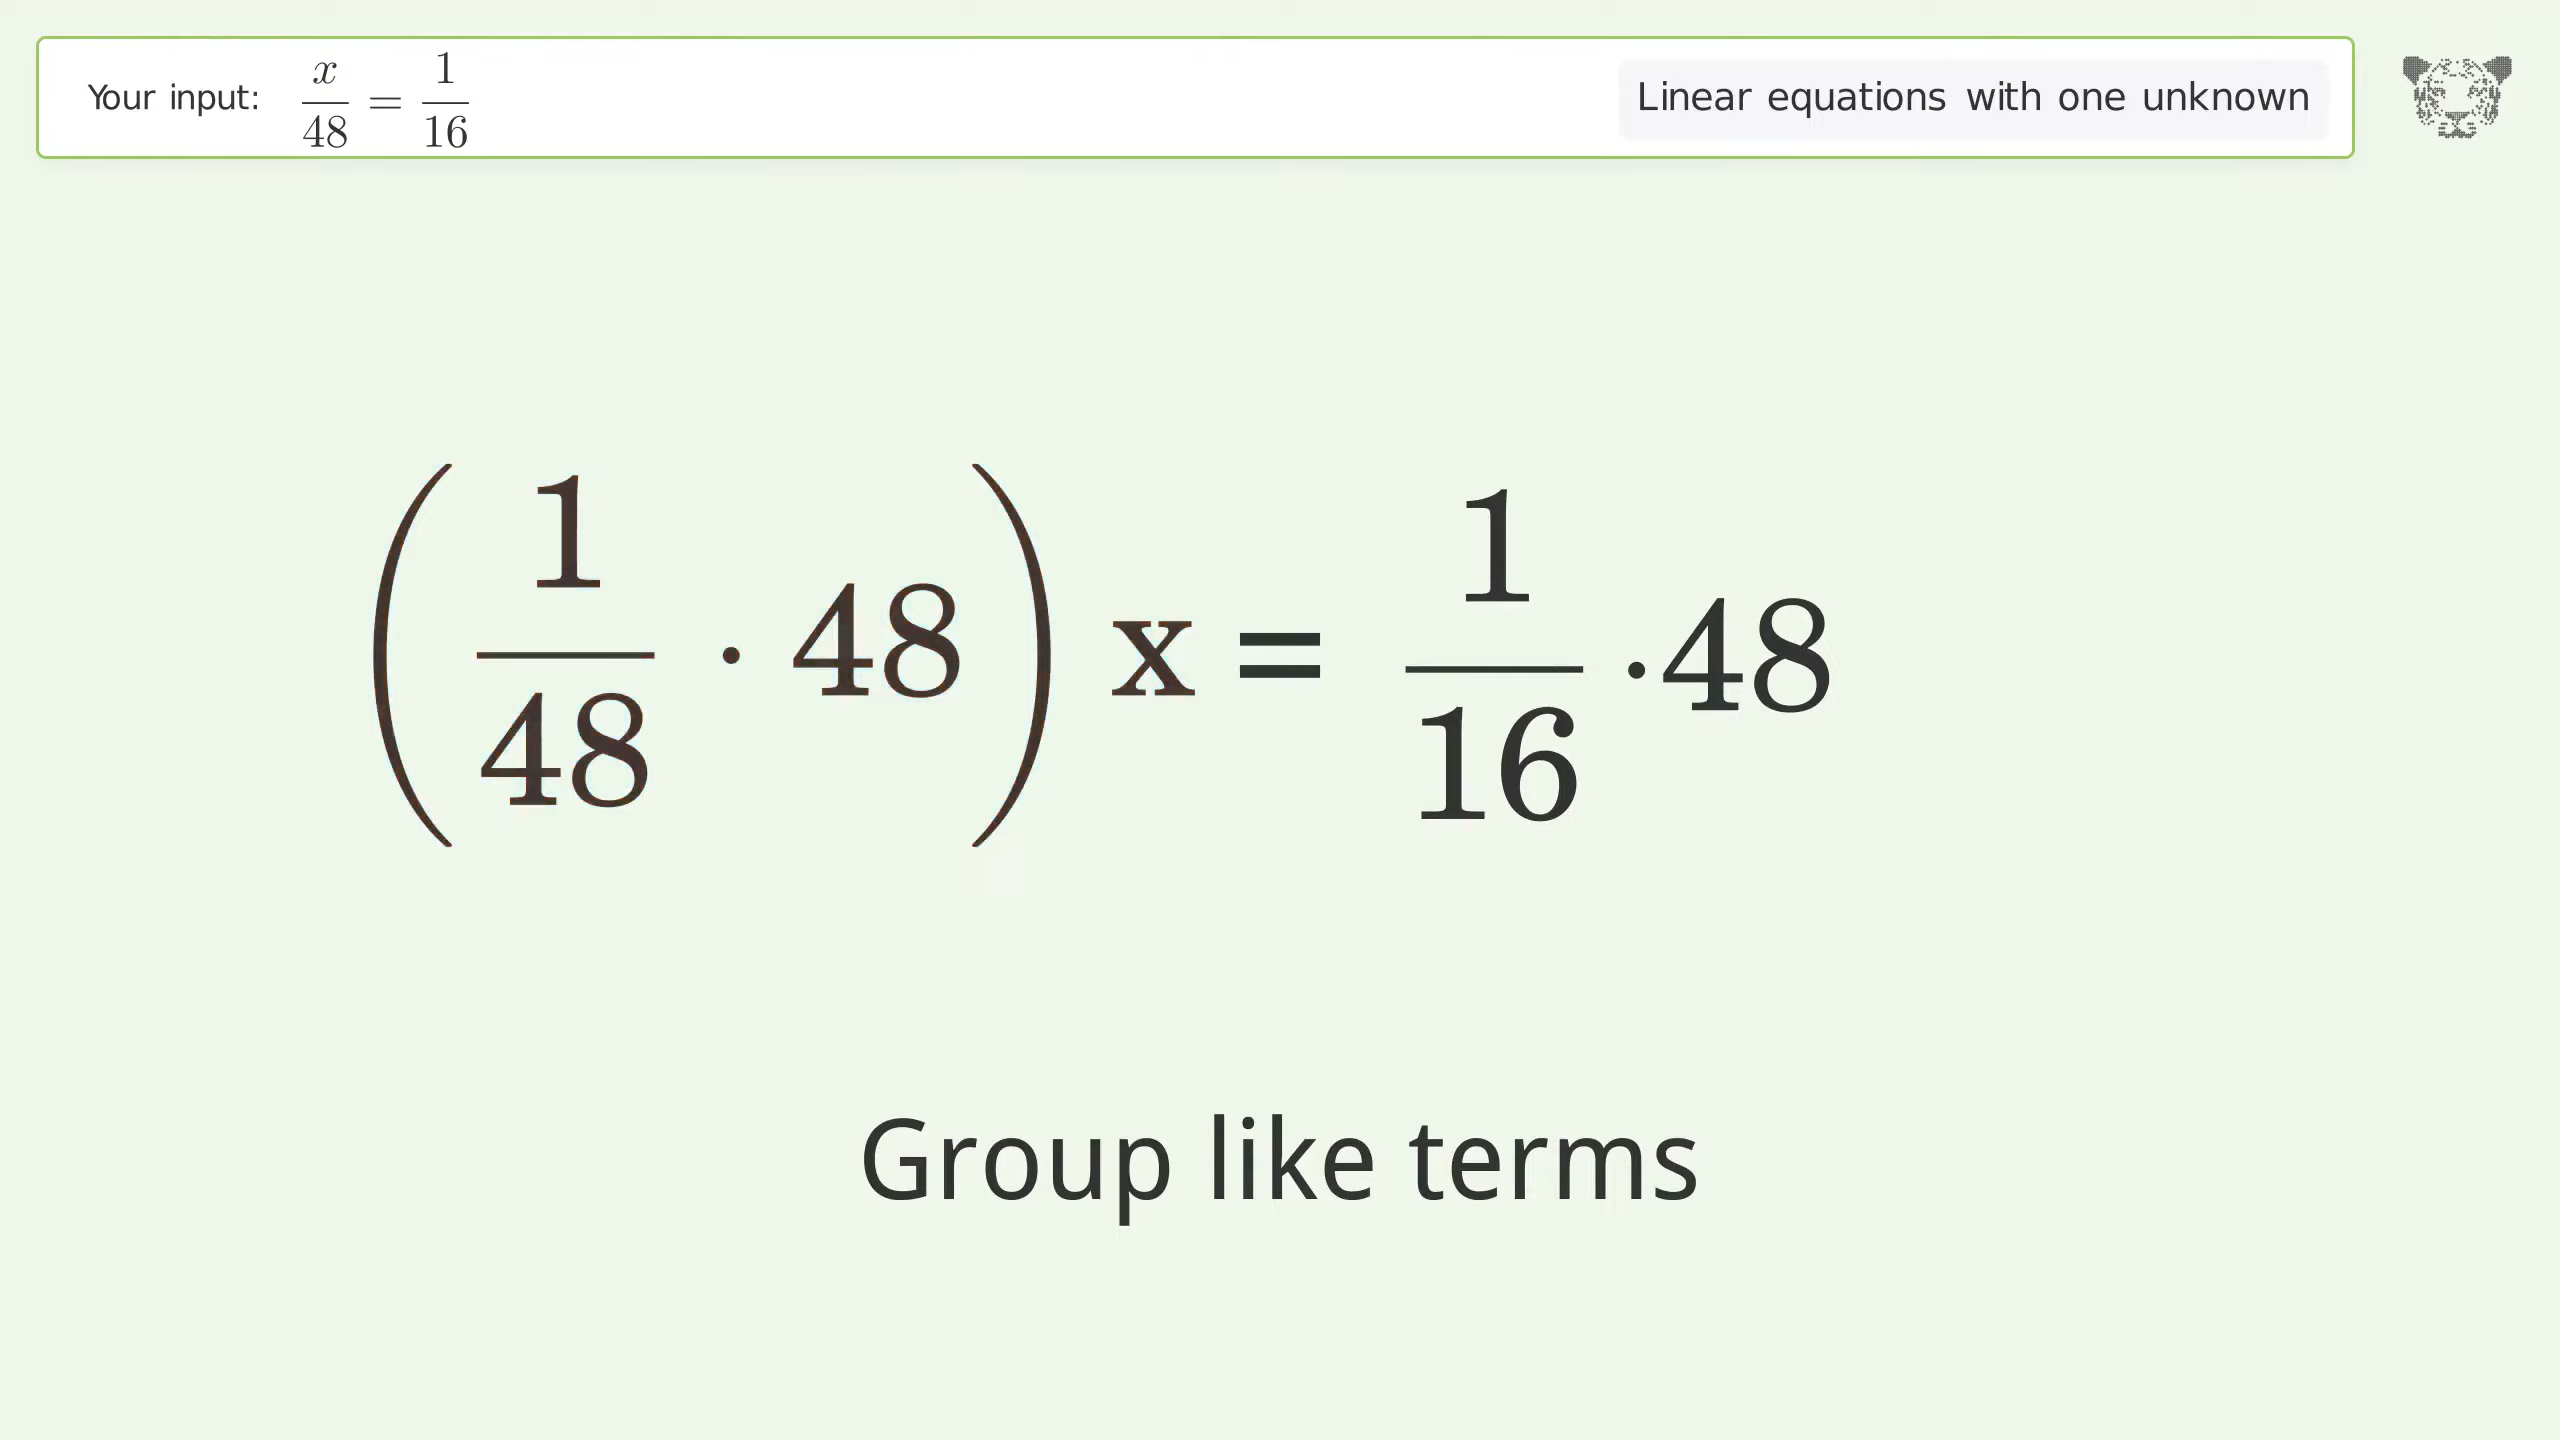 Your input: x/48 = 1/16
Linear equations with one unknown
(1/48 · 48) x = 1/16 · 48
Group like terms